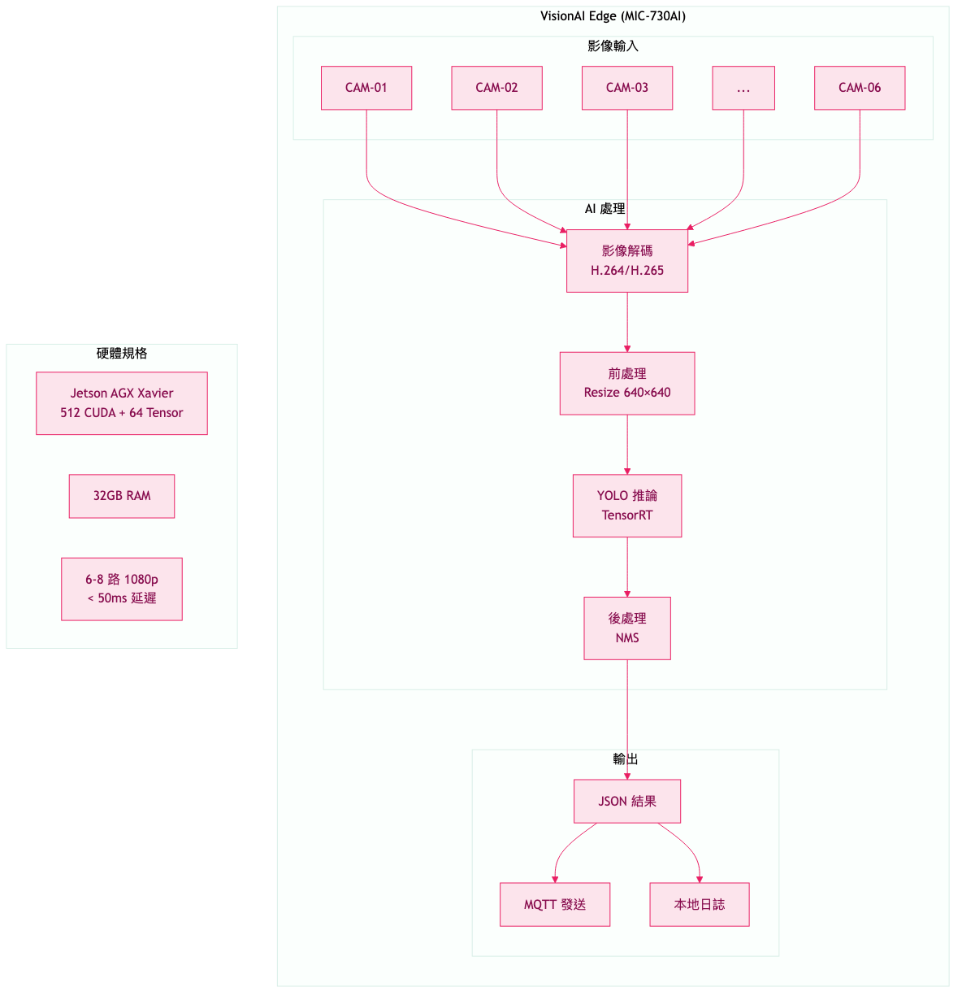 VisionAI Edge (MIC-730AI)
影像輸入
CAM-01
CAM-02
CAM-03
...
CAM-06
AI 處理
影像解碼
H.264/H.265
前處理
Resize 640×640
YOLO 推論
TensorRT
後處理
NMS
輸出
JSON 結果
MQTT 發送
本地日誌
硬體規格
Jetson AGX Xavier
512 CUDA + 64 Tensor
32GB RAM
6-8 路 1080p
< 50ms 延遲